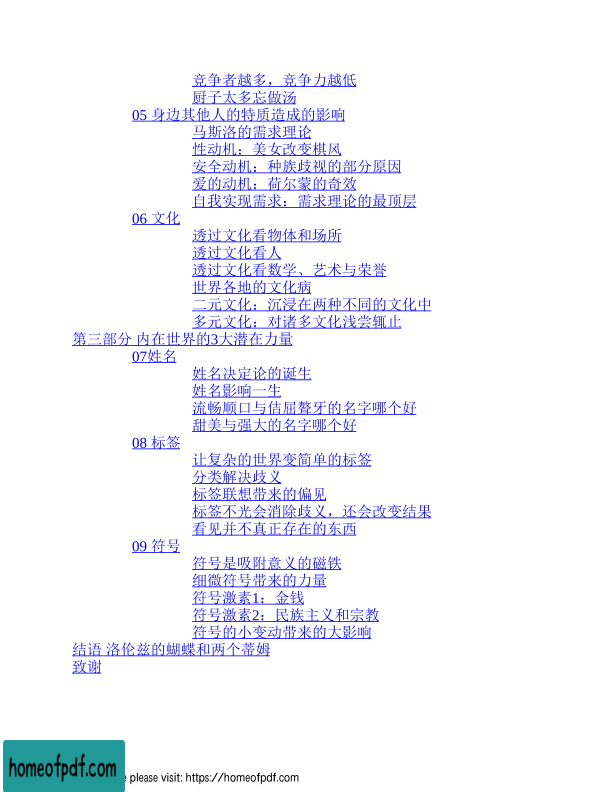 竞争者越多，竞争力越低
厨子太多忘做汤
05 身边其他人的特质造成的影响
马斯洛的需求理论
性动机：美女改变棋风
安全动机：种族歧视的部分原因
爱的动机：荷尔蒙的奇效
自我实现需求：需求理论的最顶层
06 文化
透过文化看物体和场所
透过文化看人
透过文化看数学、艺术与荣誉
世界各地的文化病
二元文化：沉浸在两种不同的文化中
多元文化：对诸多文化浅尝辄止
第三部分 内在世界的3大潜在力量
07姓名
姓名决定论的诞生
姓名影响一生
流畅顺口与佶屈聱牙的名字哪个好
甜美与强大的名字哪个好
08 标签
让复杂的世界变简单的标签
分类解决歧义
标签联想带来的偏见
标签不光会消除歧义，还会改变结果
看见并不真正存在的东西
09 符号
符号是吸附意义的磁铁
细微符号带来的力量
符号激素1：金钱
符号激素2：民族主义和宗教
符号的小变动带来的大影响
结语 洛伦兹的蝴蝶和两个蒂姆
致谢
homeofpdf.com
e please visit: https://homeofpdf.com